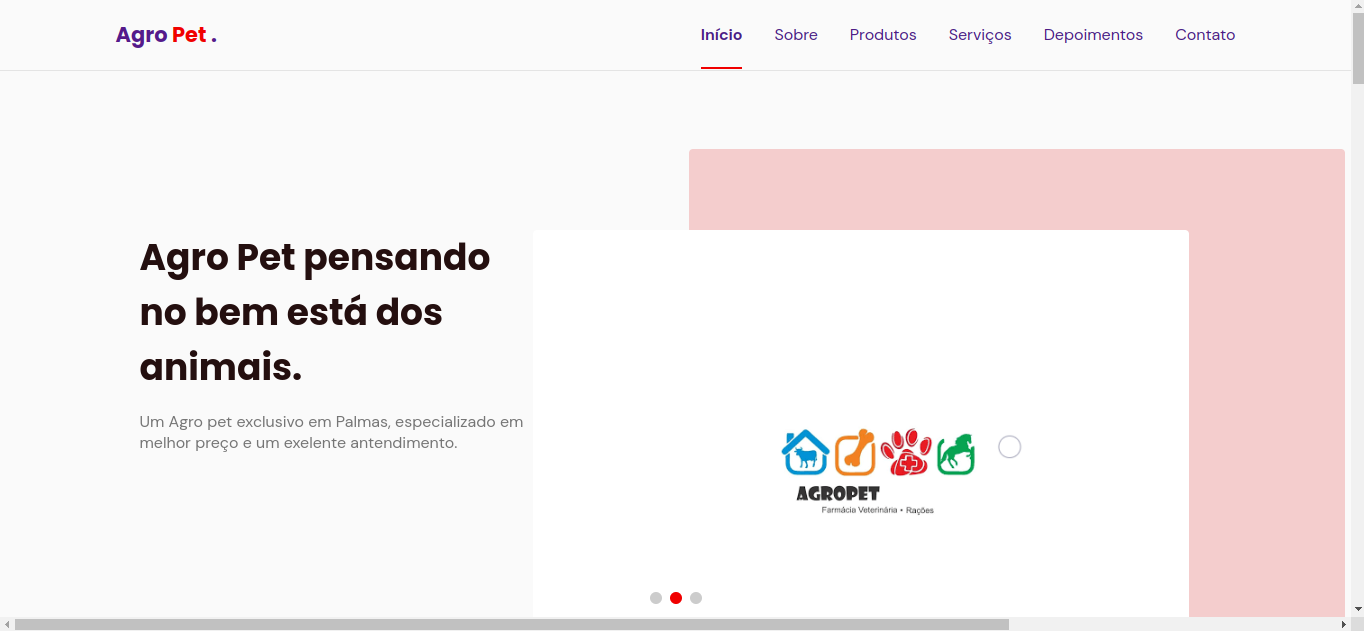 Agro Pet .
Início
Sobre
Produtos
Serviços
Depoimentos
Contato
Agro Pet pensando
no bem está dos
animais.
Um Agro pet exclusivo em Palmas, especializado em
melhor preço e um exelente antendimento.
AGROPET
Farmácia Veterinária • Rações